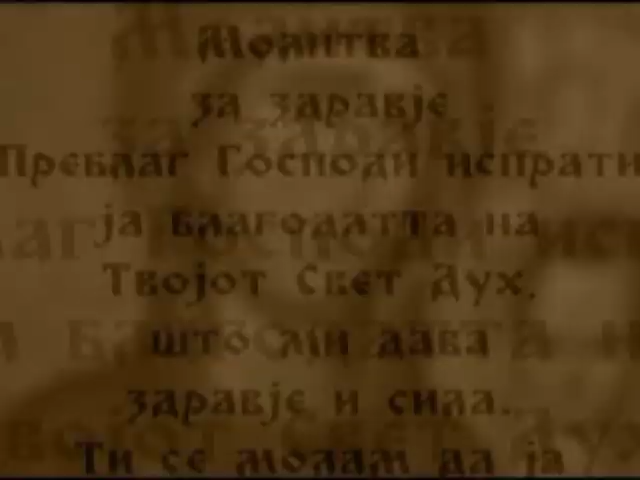 Молитва
за здравје
Преблаг Господи испрати
ја благодатта на
Твојот Свет Дух,
што ми дава
здравје и сила.
Ти се молам да ја